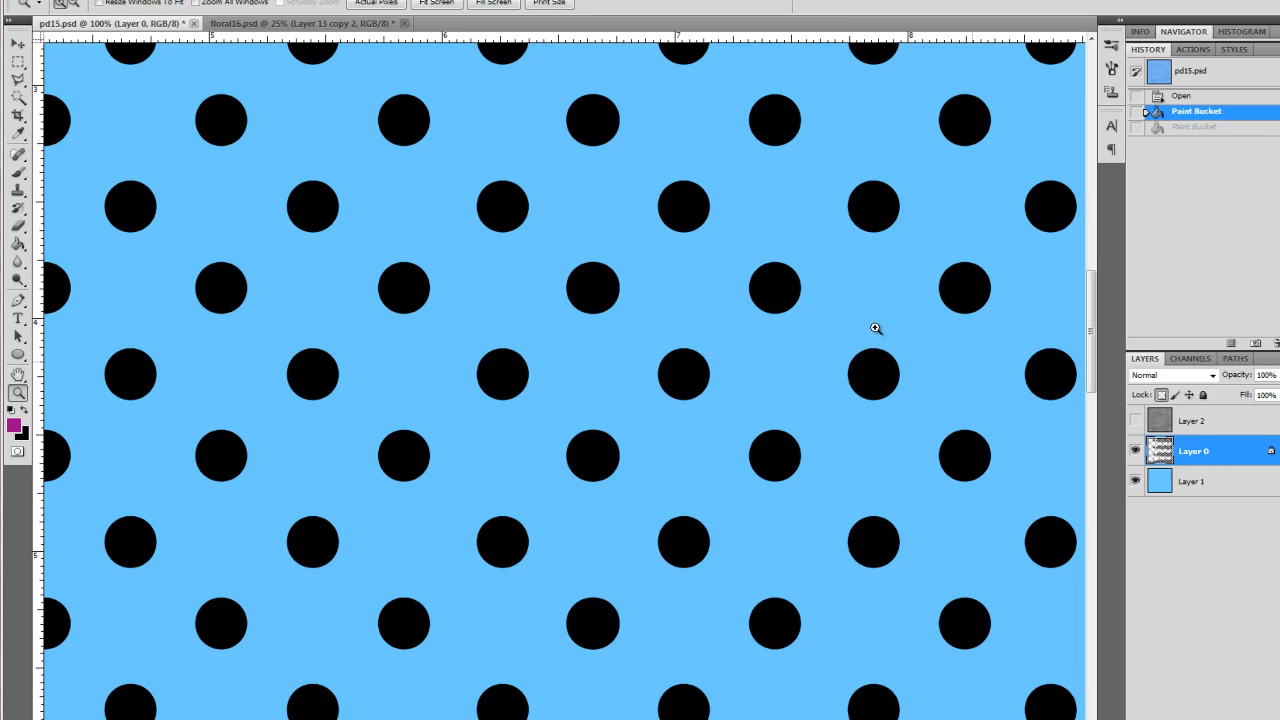 Resize Windows To Fit Zoom All Windows Scrubby Zoom Actual Pixels Fit Screen Fill Screen Print Size
pd15.psd @ 100% (Layer 0, RGB/8) * floral16.psd @ 25% (Layer 13 copy 2, RGB/8) *
INFO NAVIGATOR HISTOGRAM
5 6 7 8
HISTORY ACTIONS STYLES
pd15.psd
3
Open
Paint Bucket
Paint Bucket
4
LAYERS CHANNELS PATHS
Normal Opacity: 100%
Lock: Fill: 100%
Layer 2
Layer 0
Layer 1
5